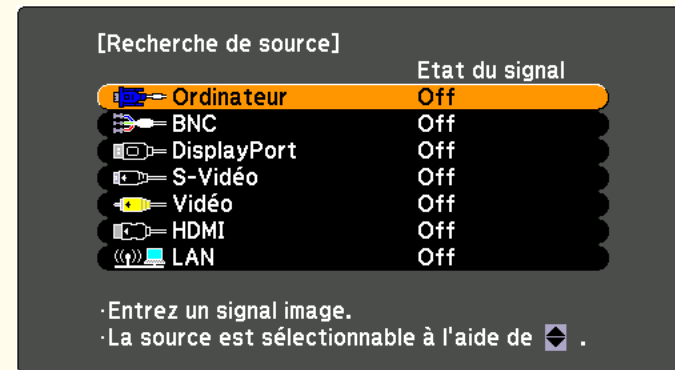 [Recherche de source]
Etat du signal
Ordinateur Off
BNC Off
DisplayPort Off
S-Vidéo Off
Vidéo Off
HDMI Off
LAN Off
·Entrez un signal image.
·La source est sélectionnable à l'aide de .